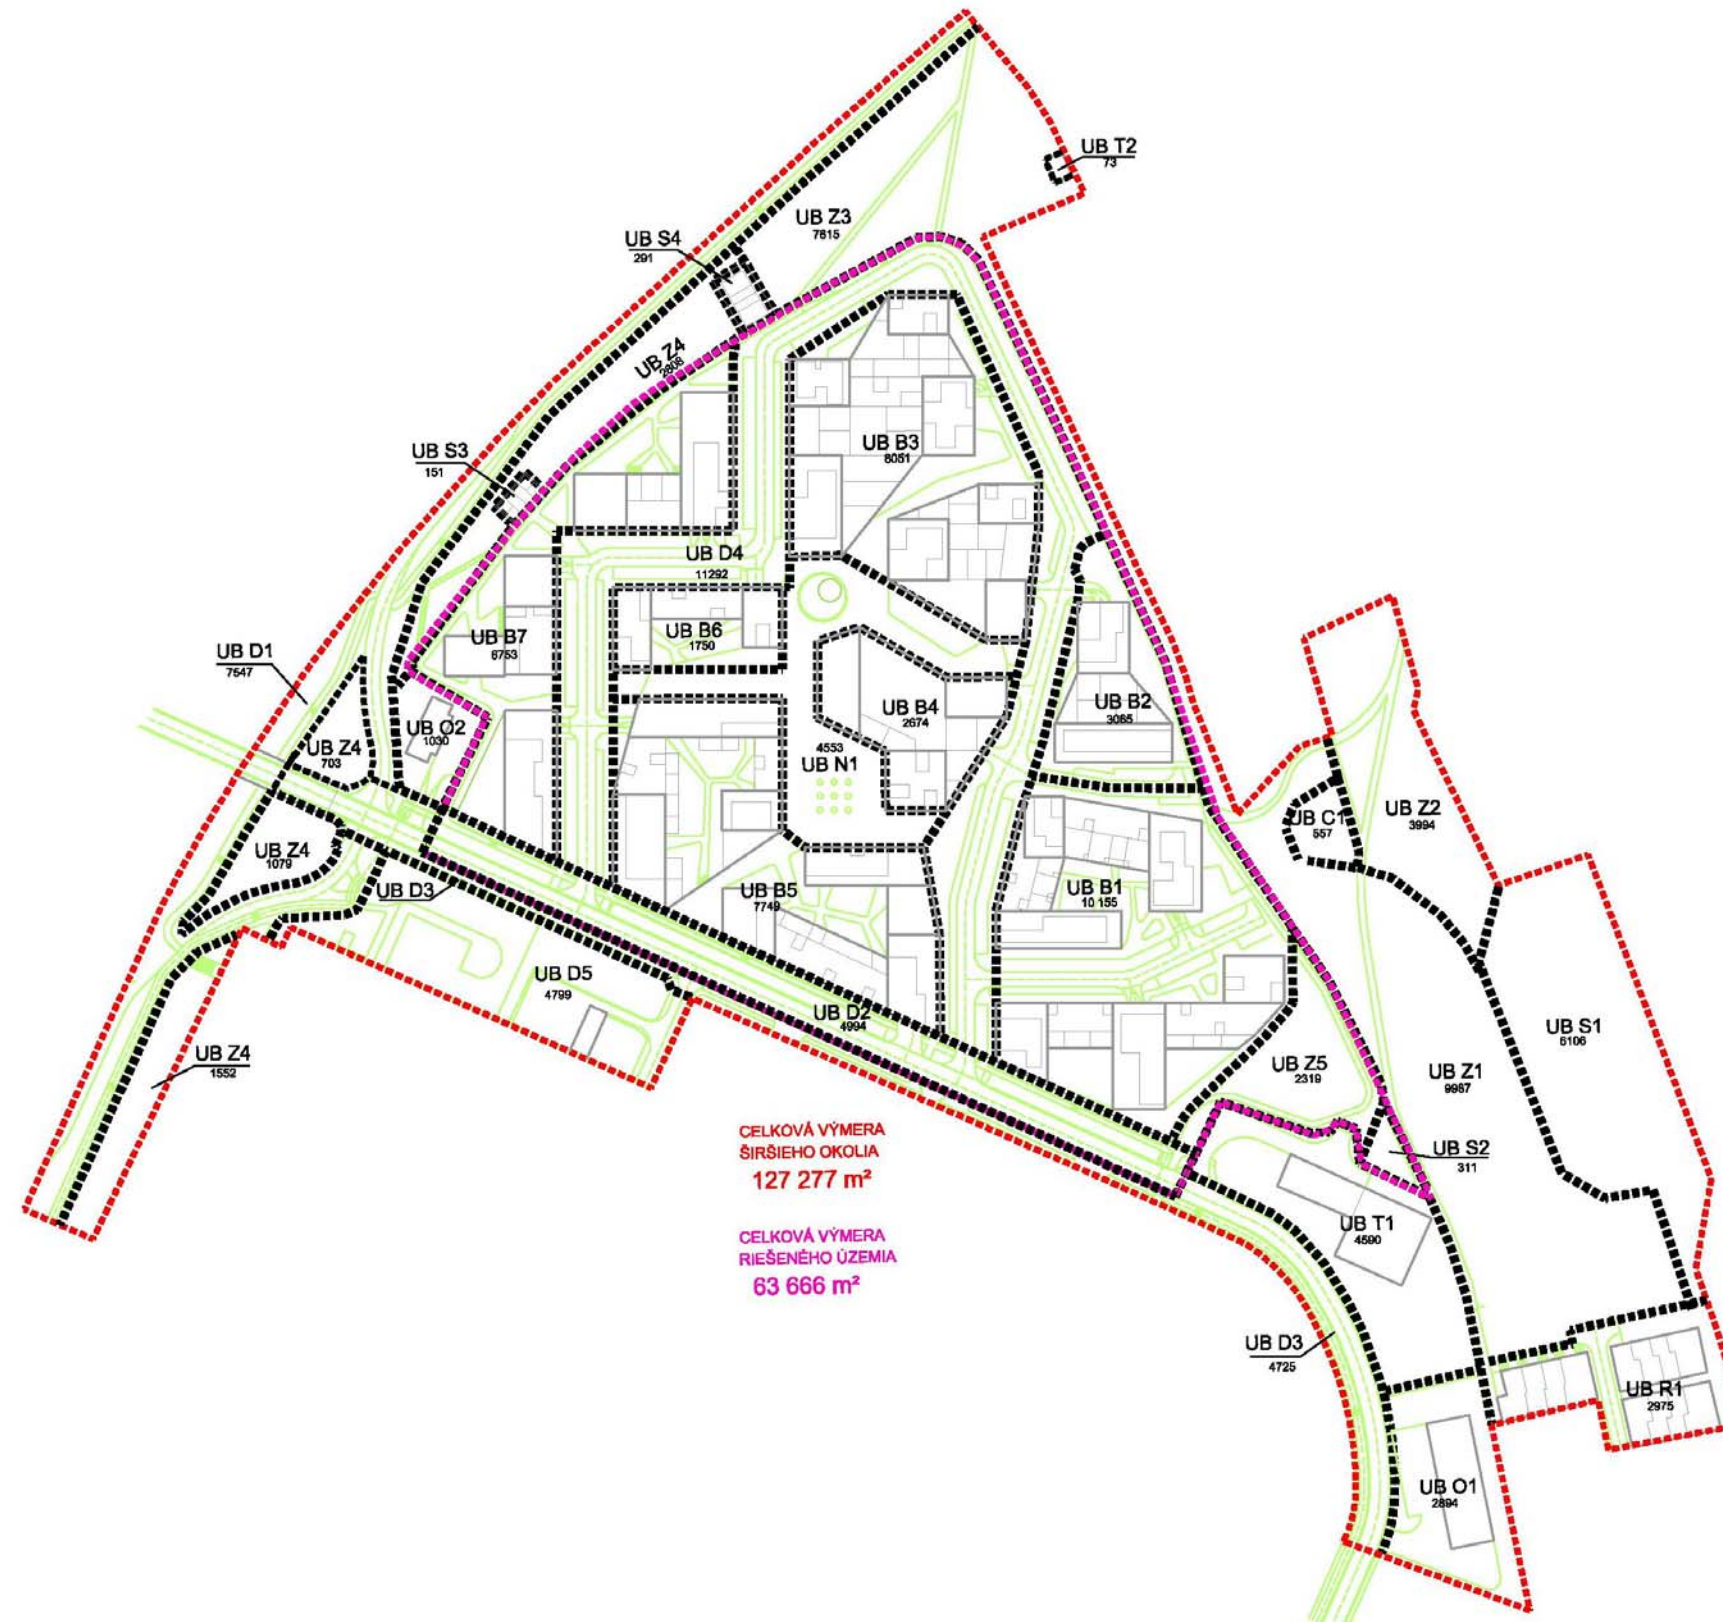 UB T2
73
UB Z3
7615
UB S4
291
UB Z4
2808
UB B3
8051
UB S3
151
UB D4
11292
UB B6
1750
UB B7
6753
UB D1
7547
UB B4
2674
UB B2
3085
UB O2
1030
UB Z4
703
4553
UB N1
UB C1
557
UB Z2
3994
UB Z4
1079
UB D3
UB B5
7749
UB B1
10 155
UB D5
4799
UB D2
4994
UB S1
6106
UB Z4
1552
UB Z5
2319
UB Z1
9987
UB S2
311
CELKOVÁ VÝMERA
ŠIRŠIEHO OKOLIA
127 277 m²
CELKOVÁ VÝMERA
RIEŠENÉHO ÚZEMIA
63 666 m²
UB T1
4590
UB D3
4725
UB R1
2975
UB O1
2894